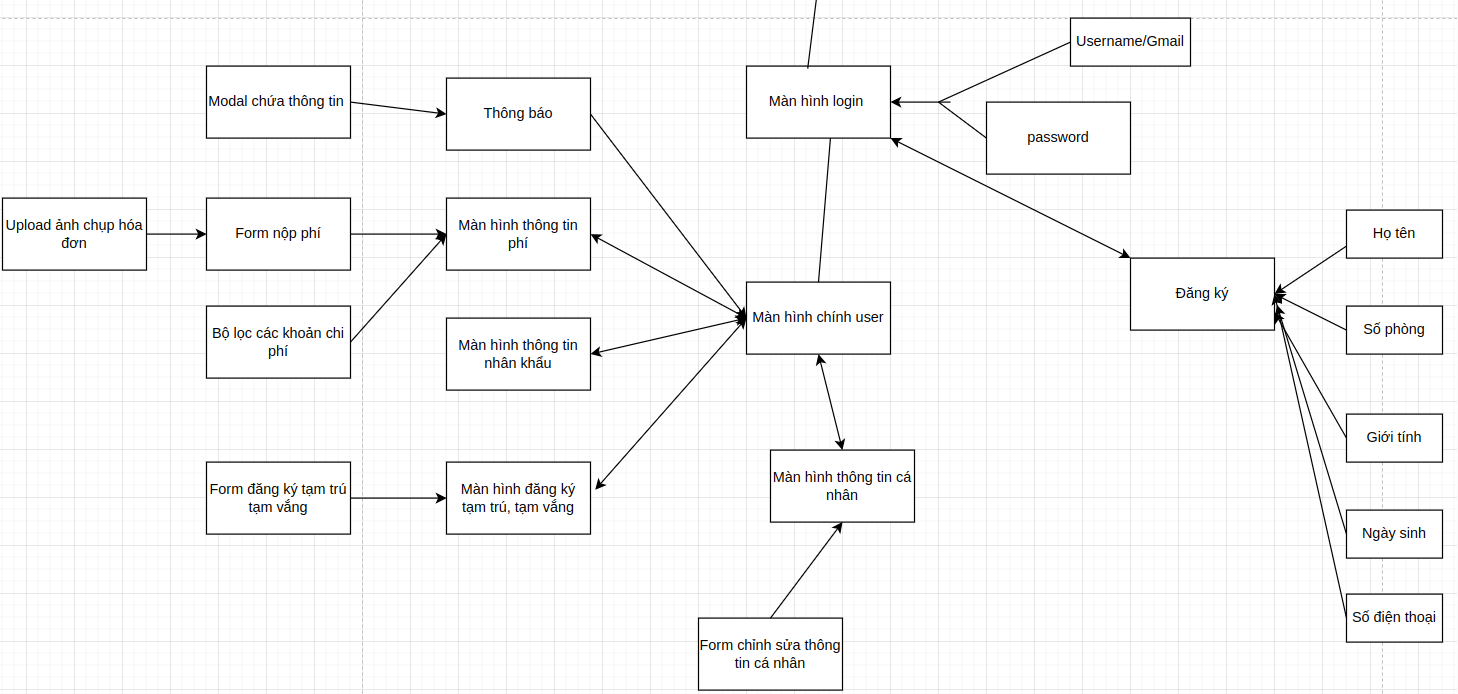 Username/Gmail
Modal chứa thông tin
Thông báo
Màn hình login
password
Upload ảnh chụp hóa
đơn
Form nộp phí
Màn hình thông tin
phí
Họ tên
Đăng ký
Bộ lọc các khoản chi
phí
Màn hình thông tin
nhân khẩu
Màn hình chính user
Số phòng
Giới tính
Form đăng ký tạm trú
tạm vắng
Màn hình đăng ký
tạm trú, tạm vắng
Màn hình thông tin cá
nhân
Ngày sinh
Số điện thoại
Form chỉnh sửa thông
tin cá nhân